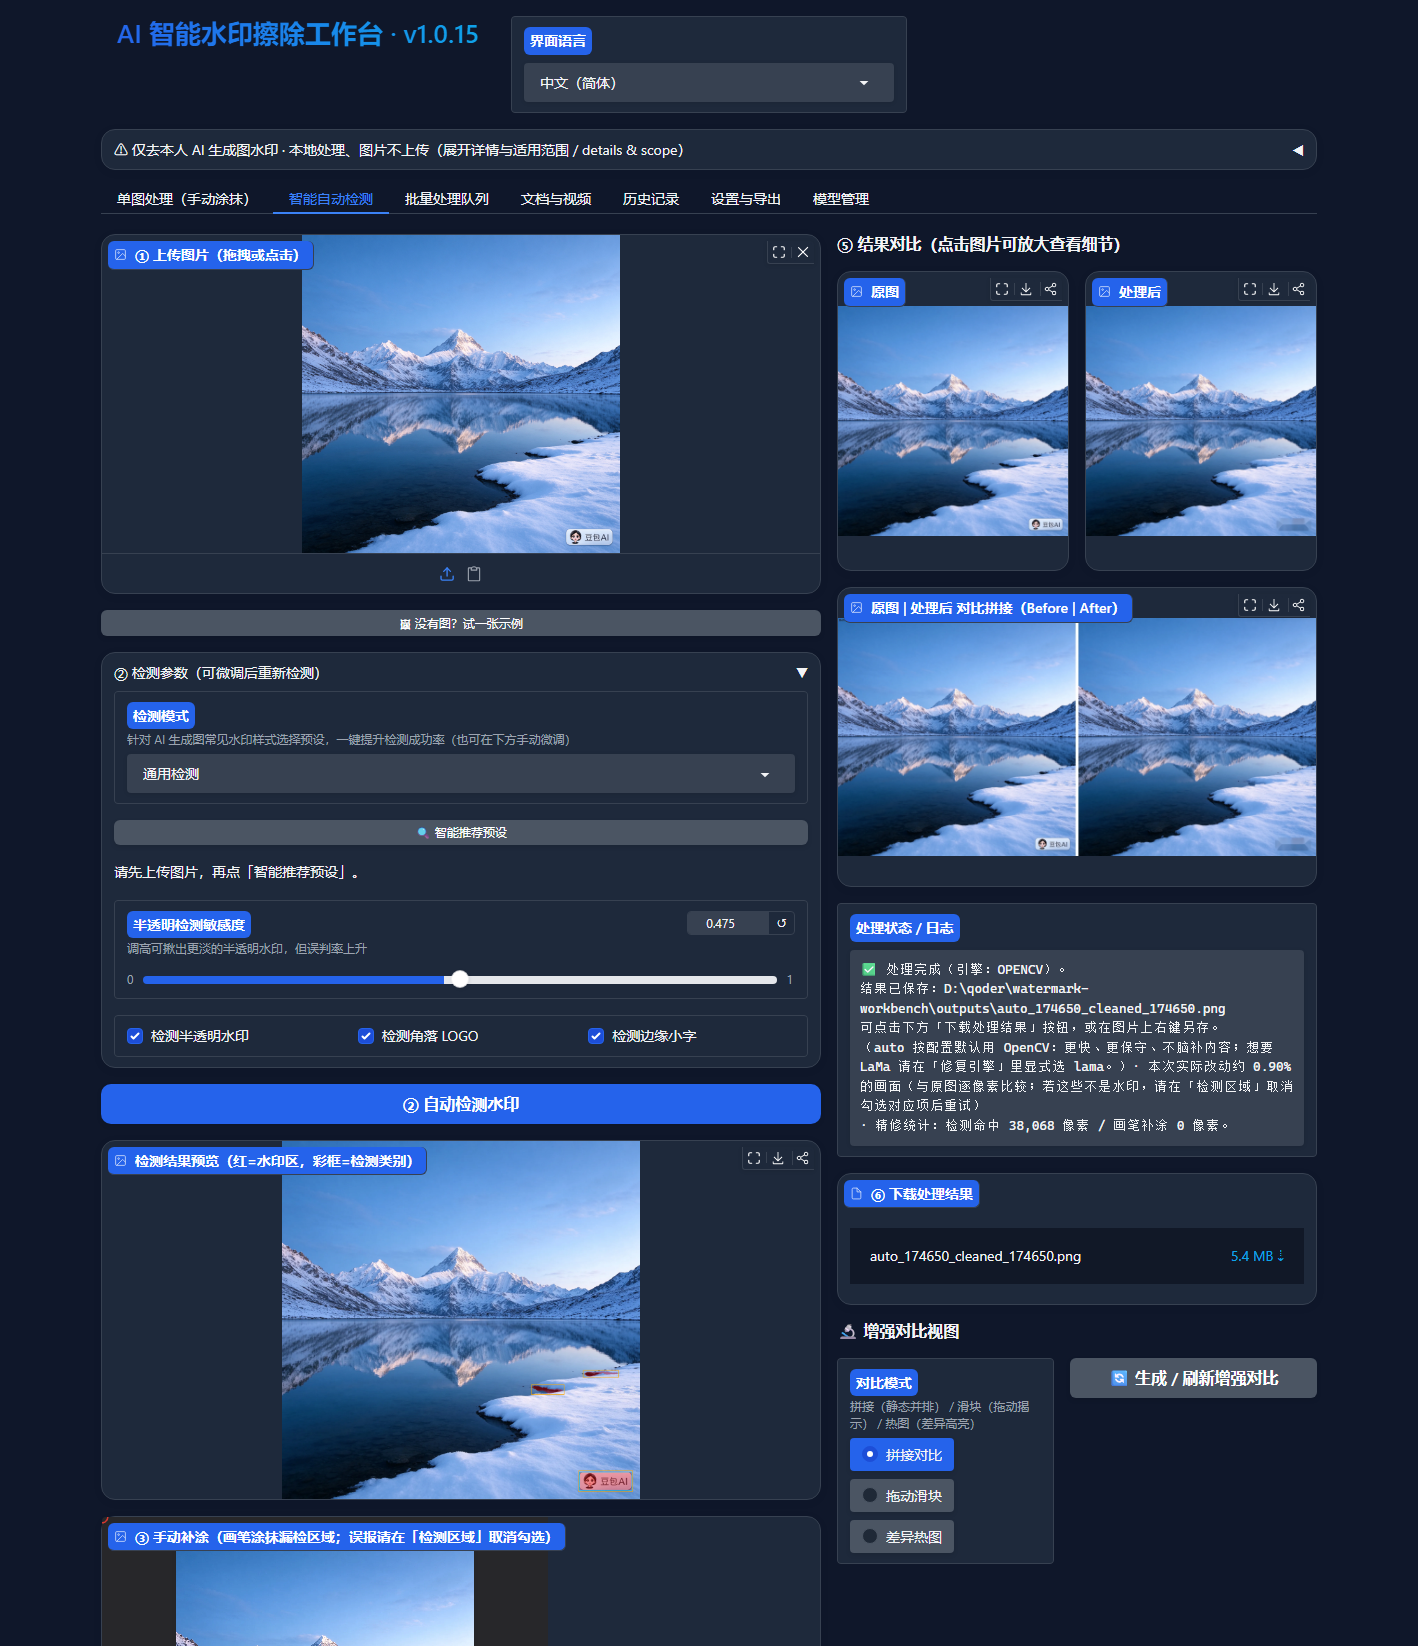 AI 智能水印擦除工作台 · v1.0.15
界面语言
中文（简体）
⚠ 仅去本人 AI 生成图水印 · 本地处理、图片不上传（展开详情与适用范围 / details & scope）
单图处理（手动涂抹）
智能自动检测
批量处理队列
文档与视频
历史记录
设置与导出
模型管理
① 上传图片（拖拽或点击）
豆包AI
没有图？试一张示例
② 检测参数（可微调后重新检测）
检测模式
针对 AI 生成图常见水印样式选择预设，一键提升检测成功率（也可在下方手动微调）
通用检测
智能推荐预设
请先上传图片，再点「智能推荐预设」。
半透明检测敏感度
0.475
调高可揪出更淡的半透明水印，但误判率上升
0
1
检测半透明水印
检测角落 LOGO
检测边缘小字
② 自动检测水印
检测结果预览（红=水印区，彩框=检测类别）
豆包AI
③ 手动补涂（画笔涂抹漏检区域；误报请在「检测区域」取消勾选）
⑤ 结果对比（点击图片可放大查看细节）
原图
豆包AI
处理后
原图 | 处理后 对比拼接（Before | After）
豆包AI
处理状态 / 日志
✅ 处理完成（引擎：OPENCV）。
结果已保存：D:\qoder\watermark-
workbench\outputs\auto_174650_cleaned_174650.png
可点击下方「下载处理结果」按钮，或在图片上右键另存。
（auto 按配置默认用 OpenCV：更快、更保守、不脑补内容；想要
LaMa 请在「修复引擎」里显式选 lama。）· 本次实际改动约 0.90%
的画面（与原图逐像素比较；若这些不是水印，请在「检测区域」取消
勾选对应项后重试）
· 精修统计：检测命中 38,068 像素 / 画笔补涂 0 像素。
⑥ 下载处理结果
auto_174650_cleaned_174650.png
5.4 MB ⇣
增强对比视图
对比模式
拼接（静态并排） / 滑块（拖动揭
示） / 热图（差异高亮）
拼接对比
拖动滑块
差异热图
生成 / 刷新增强对比